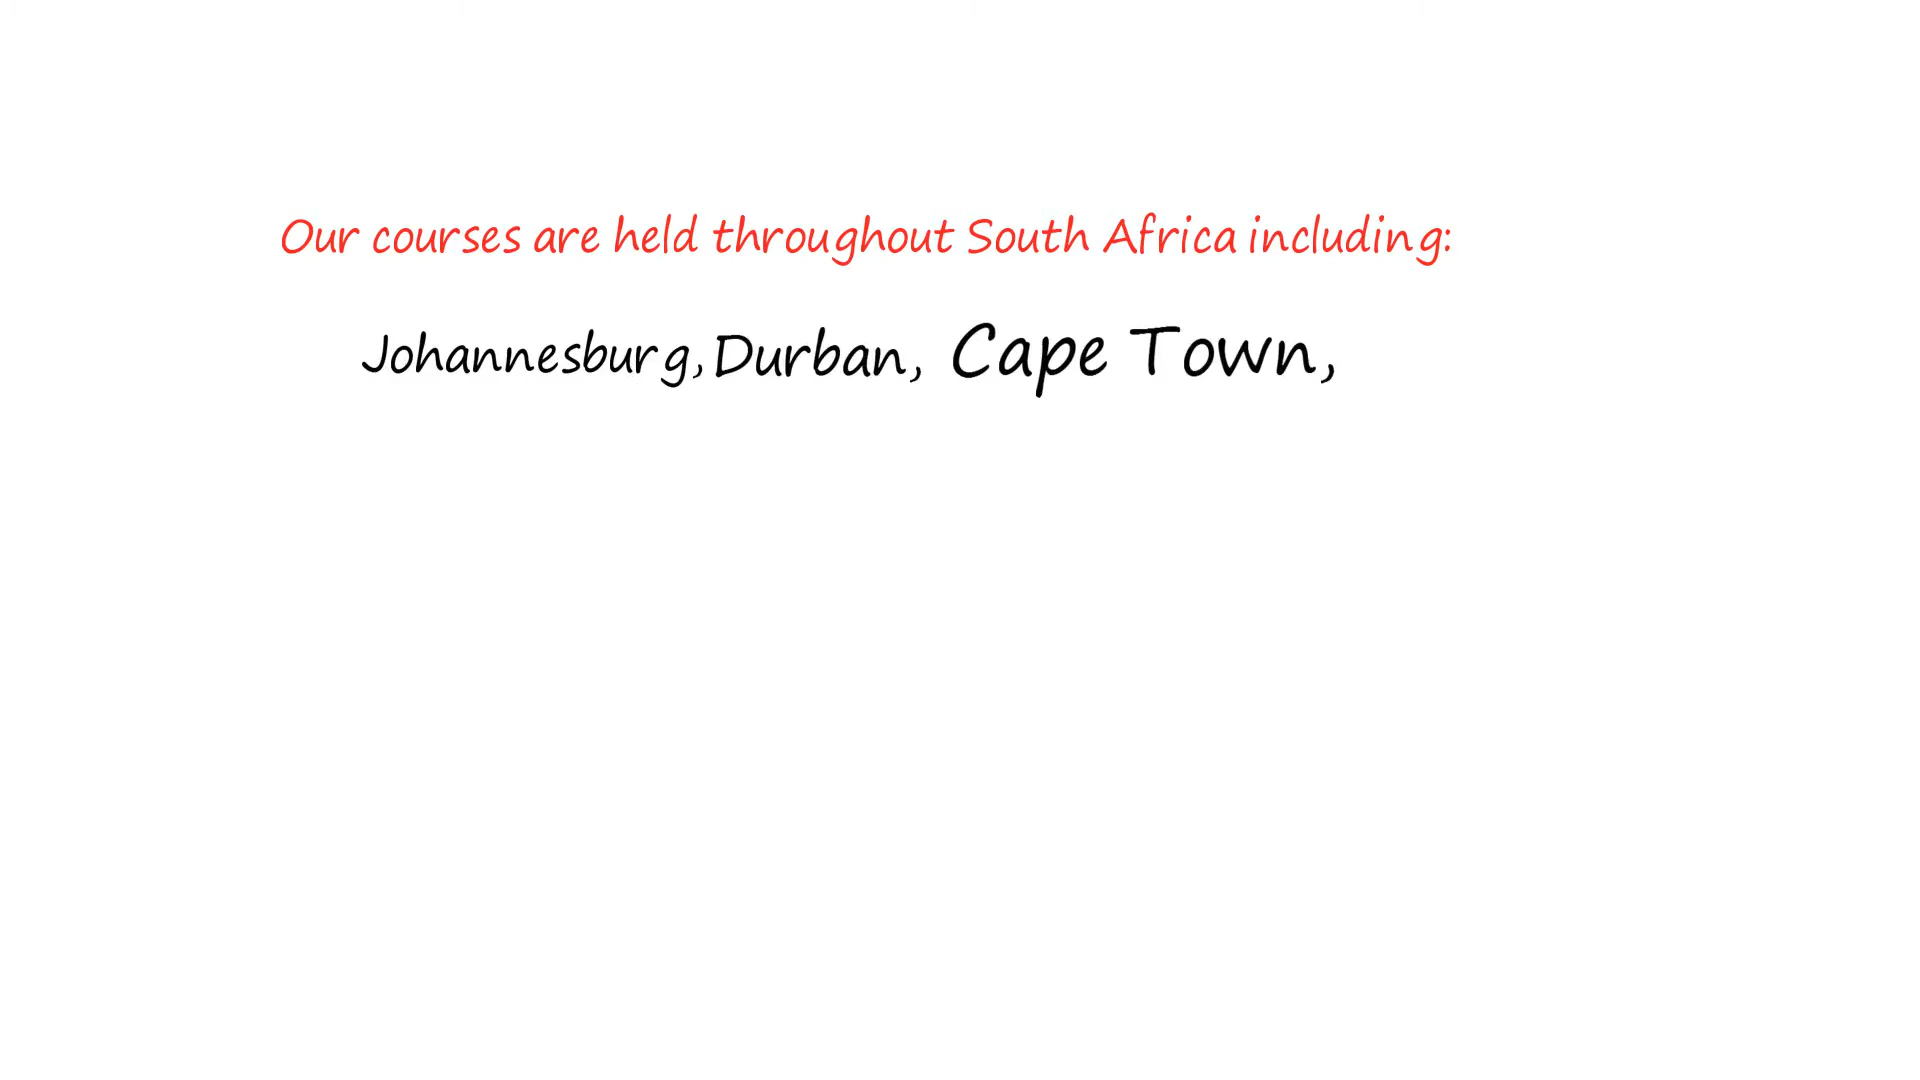 Our courses are held throughout South Africa including:
Johannesburg, Durban, Cape Town,